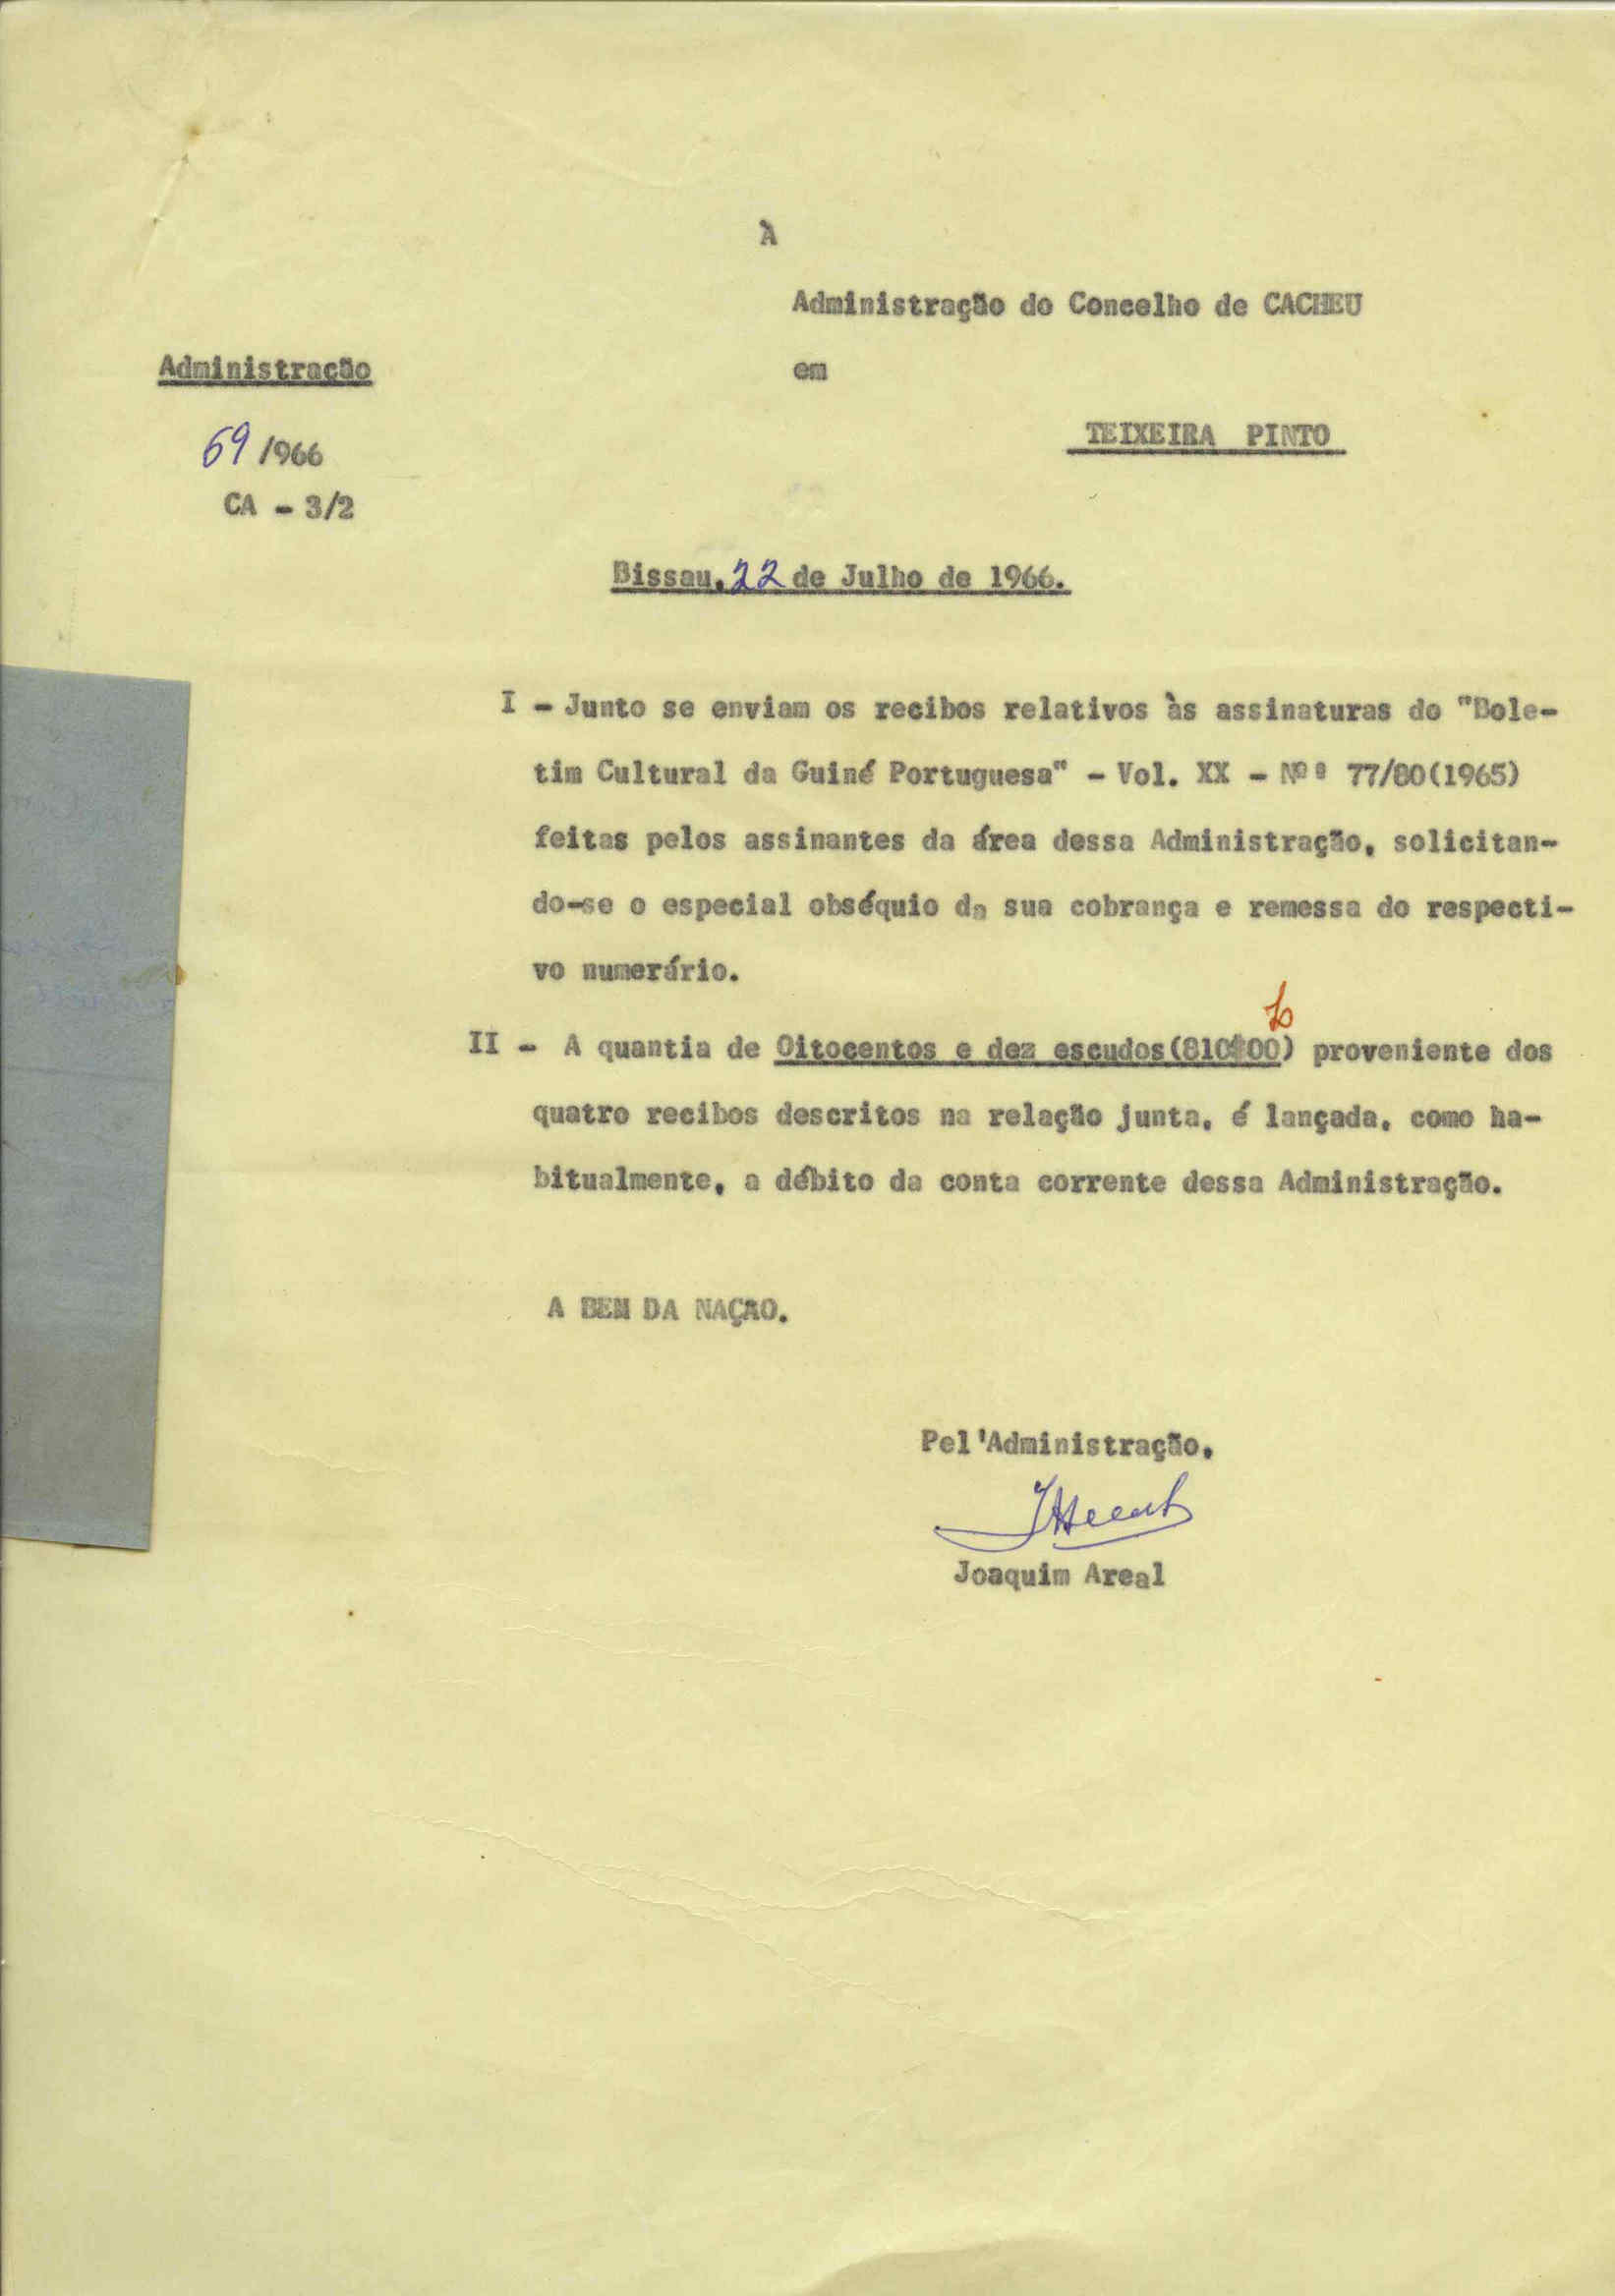 À
Administração do Concelho de CACHEU
Administração
em
TEIXEIRA PINTO
69/966
CA - 3/2
Bissau, 22 de Julho de 1966.
I - Junto se enviam os recibos relativos às assinaturas do "Bole-
tim Cultural da Guiné Portuguesa" - Vol. XX - Nºs 77/80(1965)
feitas pelos assinantes da área dessa Administração, solicitan-
do-se o especial obséquio da sua cobrança e remessa do respecti-
vo numerário.
II - A quantia de Oitocentos e dez escudos(810$00) proveniente dos
quatro recibos descritos na relação junta, é lançada, como ha-
bitualmente, a débito da conta corrente dessa Administração.
A BEM DA NAÇÃO.
Pel'Administração,
Joaquim Areal